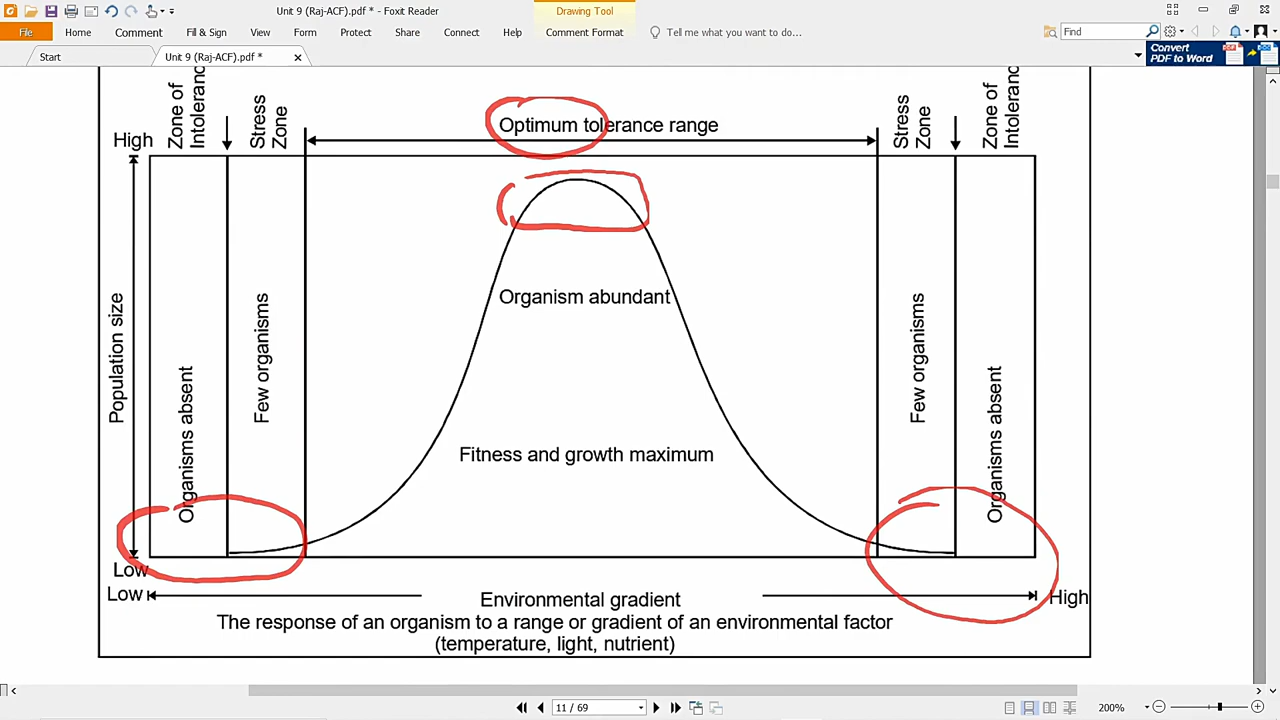 Unit 9 (Raj-ACF).pdf * - Foxit Reader
Drawing Tool
File
Home
Comment
Fill & Sign
View
Form
Protect
Share
Connect
Help
Comment Format
Tell me what you want to do...
Find
Start
Unit 9 (Raj-ACF).pdf *
Convert
PDF to Word
High
Zone of
Intoleranc
Stress
Zone
Optimum tolerance range
Stress
Zone
Zone of
Intoleranc
Population size
Organisms absent
Few organisms
Organism abundant
Fitness and growth maximum
Few organisms
Organisms absent
Low
Low
Environmental gradient
High
The response of an organism to a range or gradient of an environmental factor
(temperature, light, nutrient)
11 / 69
200%